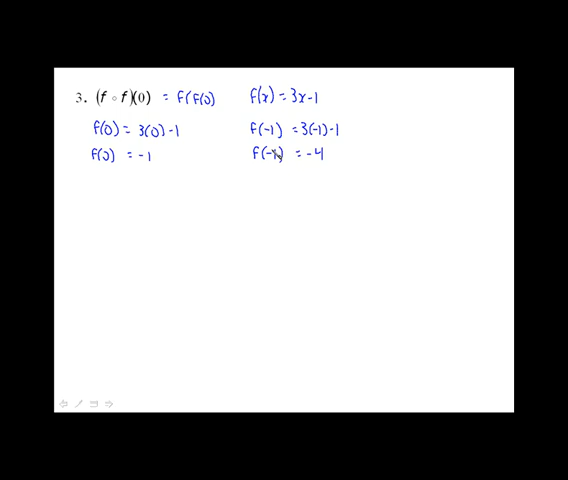 3. (f ∘ f)(0) = f(f(0) f(x) = 3x-1
f(0) = 3(0) -1 f(-1) = 3(-1) -1
f(0) = -1 f(-1) = -4